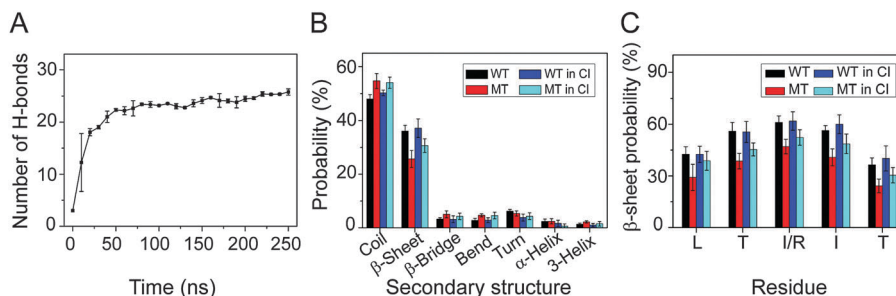 A
Number of H-bonds
30
20
10
0
0
50
100
150
200
250
Time (ns)
B
Probability (%)
60
40
20
0
WT
WT in CI
MT
MT in CI
Coil
β-Sheet
β-Bridge
Bend
Turn
α-Helix
3-Helix
Secondary structure
C
β-sheet probability (%)
90
60
30
0
WT
WT in CI
MT
MT in CI
L
T
I/R
I
T
Residue